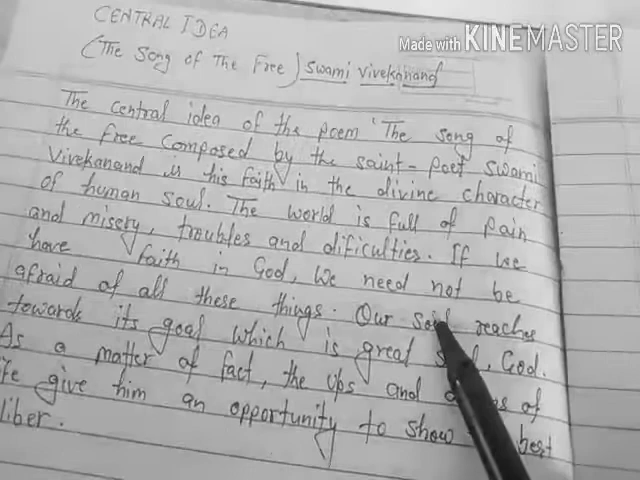 CENTRAL IDEA
(The Song of The Free) Swami Vivekanand
Made with KINEMASTER
The central idea of the poem 'The song of
the free composed by the saint-poet Swami
Vivekanand is his faith in the divine character
of human soul. The world is full of pain
and misery, troubles and dificulties. If we
have faith in God, We need not be
afraid of all these things. Our soul reaches
towards its goal which is great God.
As a matter of fact, the ups and of
give him an opportunity to show best
liber.